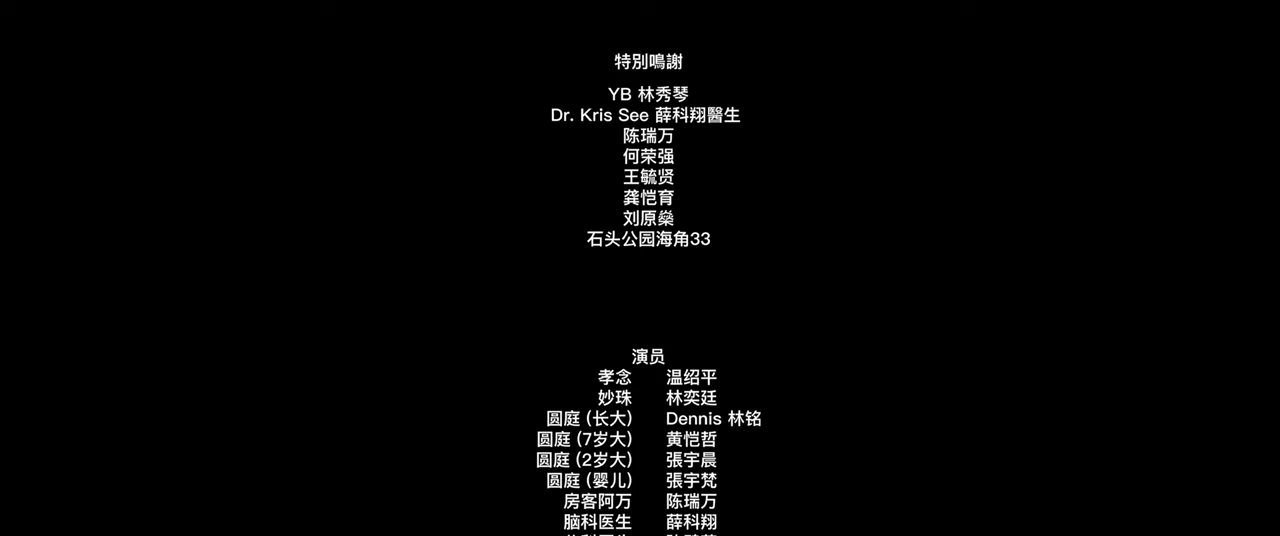 特別鳴謝
YB 林秀琴
Dr. Kris See 薛科翔醫生
陈瑞万
何荣强
王毓贤
龚恺育
刘原燊
石头公园海角33
演员
孝念 温绍平
妙珠 林奕廷
圆庭 (长大) Dennis 林铭
圆庭 (7岁大) 黄恺哲
圆庭 (2岁大) 張宇晨
圆庭 (婴儿) 張宇梵
房客阿万 陈瑞万
脑科医生 薛科翔